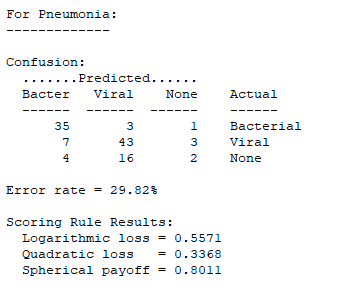 For Pneumonia:
--------------
Confusion:
.......Predicted......
Bacter Viral None Actual
------ ------ ------ ------
35 3 1 Bacterial
7 43 3 Viral
4 16 2 None
Error rate = 29.82%
Scoring Rule Results:
Logarithmic loss = 0.5571
Quadratic loss = 0.3368
Spherical payoff = 0.8011